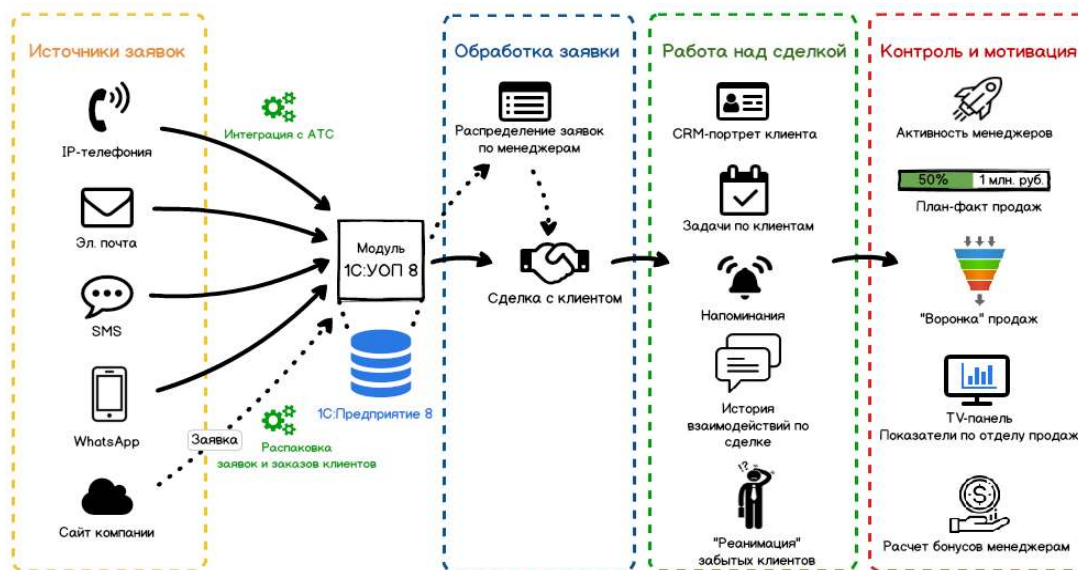 Источники заявок
IP-телефония
Эл. почта
SMS
WhatsApp
Сайт компании
Интеграция с АТС
Модуль
1С:УОП 8
1С:Предприятие 8
Заявка
Распаковка
заявок и заказов клиентов
Обработка заявки
Распределение заявок
по менеджерам
Сделка с клиентом
Работа над сделкой
CRM-портрет клиента
Задачи по клиентам
Напоминания
История
взаимодействий по
сделке
!?
"Реанимация"
забытых клиентов
Контроль и мотивация
Активность менеджеров
50% 1 млн. руб.
План-факт продаж
"Воронка" продаж
TV-панель
Показатели по отделу продаж
$
Расчет бонусов менеджерам